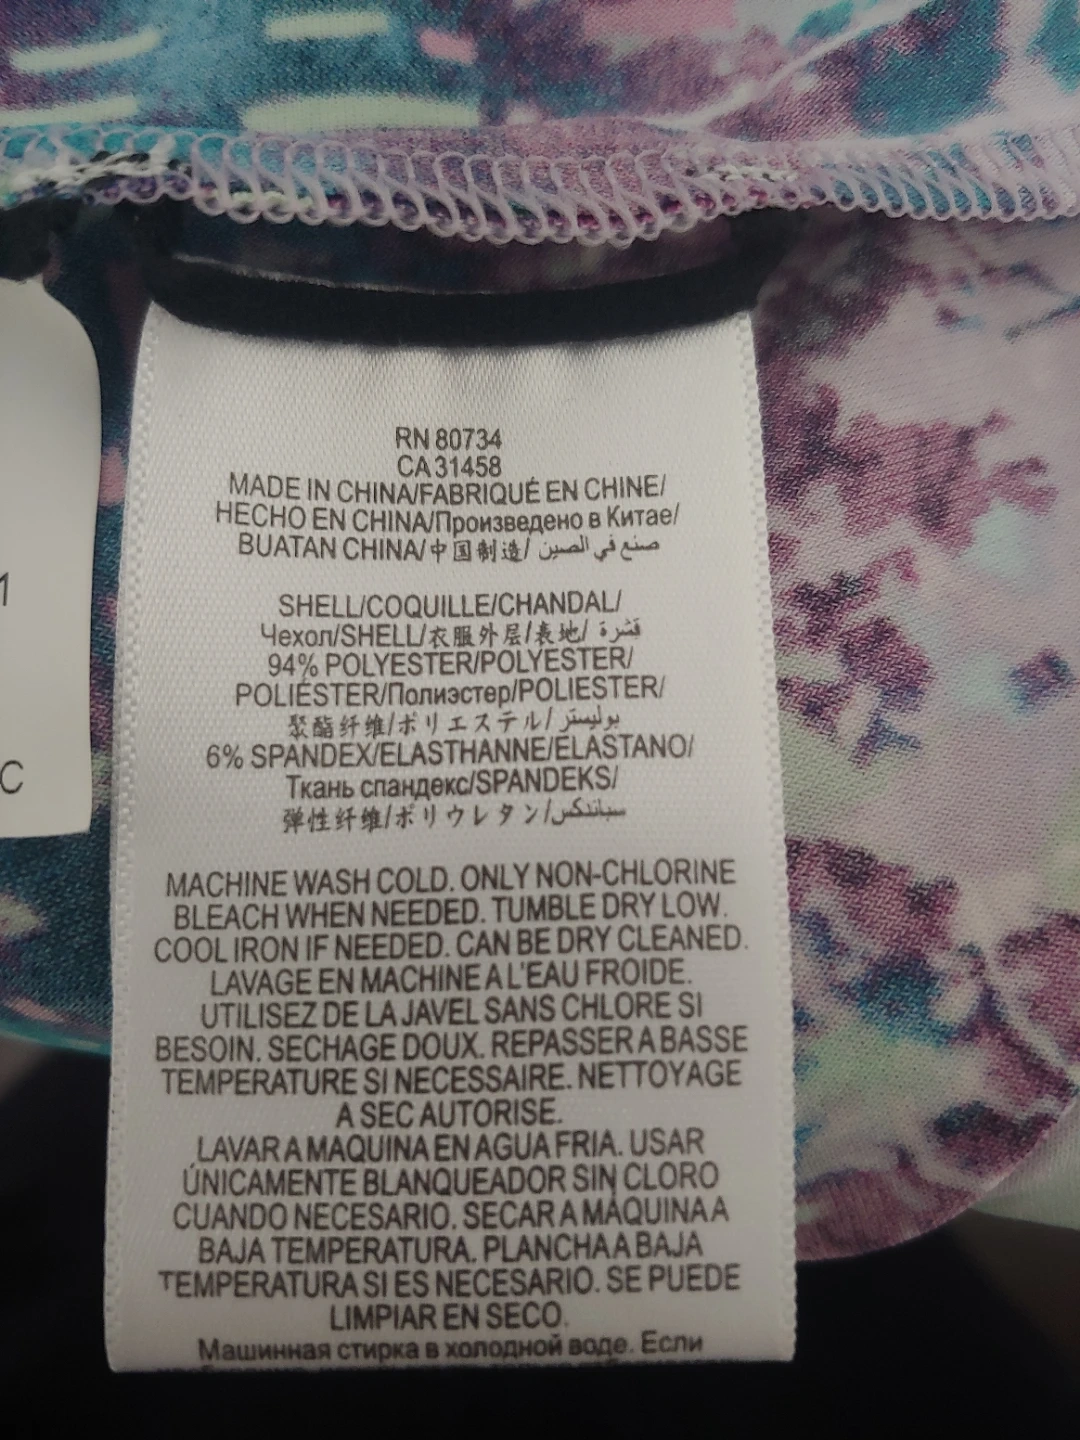 RN 80734
CA 31458
MADE IN CHINA/FABRIQUÉ EN CHINE/
HECHO EN CHINA/Произведено в Китае/
BUATAN CHINA/中国制造/ صنع في الصين
SHELL/COQUILLE/CHANDAL/
Чехол/SHELL/衣服外层/表地/ قشرة
94% POLYESTER/POLYESTER/
POLIÉSTER/Полиэстер/POLIESTER/
聚酯纤维/ポリエステル/ بوليستر
6% SPANDEX/ELASTHANNE/ELASTANO/
Ткань спандекс/SPANDEKS/
弹性纤维/ポリウレタン/ سباندكس
MACHINE WASH COLD. ONLY NON-CHLORINE
BLEACH WHEN NEEDED. TUMBLE DRY LOW.
COOL IRON IF NEEDED. CAN BE DRY CLEANED.
LAVAGE EN MACHINE A L'EAU FROIDE.
UTILISEZ DE LA JAVEL SANS CHLORE SI
BESOIN. SECHAGE DOUX. REPASSER A BASSE
TEMPERATURE SI NECESSAIRE. NETTOYAGE
A SEC AUTORISE.
LAVAR A MAQUINA EN AGUA FRIA. USAR
ÚNICAMENTE BLANQUEADOR SIN CLORO
CUANDO NECESARIO. SECAR A MÁQUINA A
BAJA TEMPERATURA. PLANCHA A BAJA
TEMPERATURA SI ES NECESARIO. SE PUEDE
LIMPIAR EN SECO.
Машинная стирка в холодной воде. Если
1
C